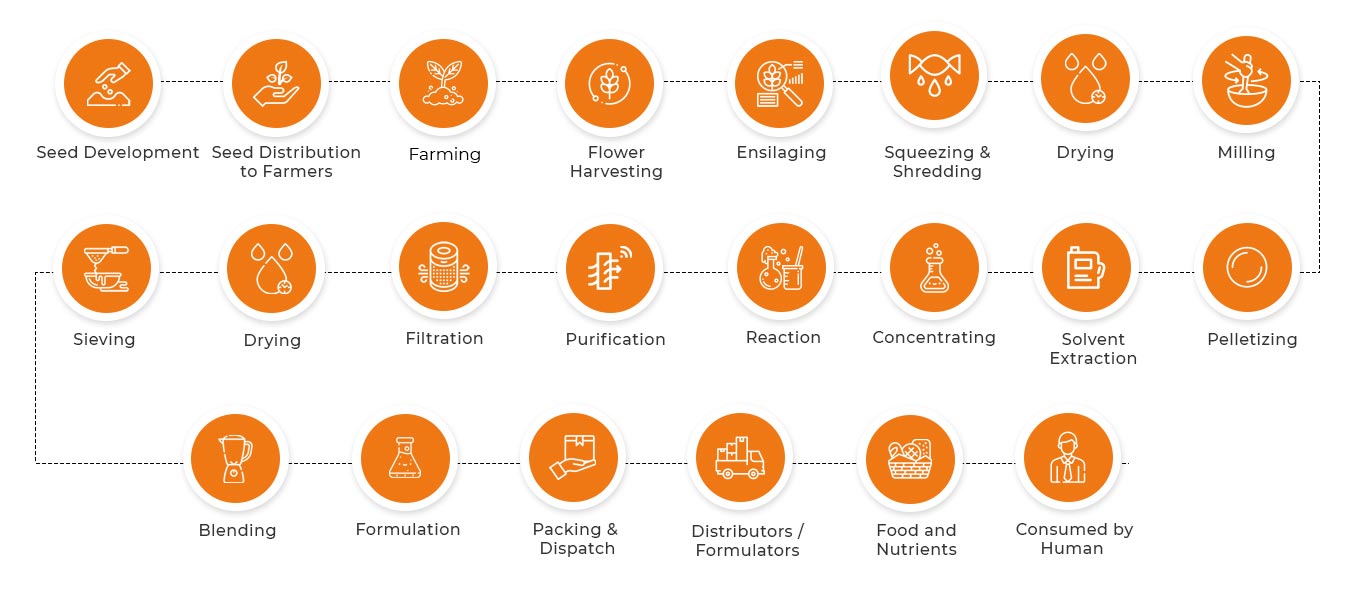 Seed Development
Seed Distribution
to Farmers
Farming
Flower
Harvesting
Ensilaging
Squeezing &
Shredding
Drying
Milling
Sieving
Drying
Filtration
Purification
Reaction
Concentrating
Solvent
Extraction
Pelletizing
Blending
Formulation
Packing &
Dispatch
Distributors /
Formulators
Food and
Nutrients
Consumed by
Human